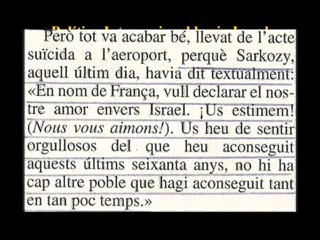 Però tot va acabar bé, llevat de l'acte
suïcida a l'aeroport, perquè Sarkozy,
aquell últim dia, havia dit textualment:
«En nom de França, vull declarar el nos-
tre amor envers Israel. ¡Us estimem!
(Nous vous aimons!). Us heu de sentir
orgullosos del que heu aconseguit
aquests últims seixanta anys, no hi ha
cap altre poble que hagi aconseguit tant
en tan poc temps.»